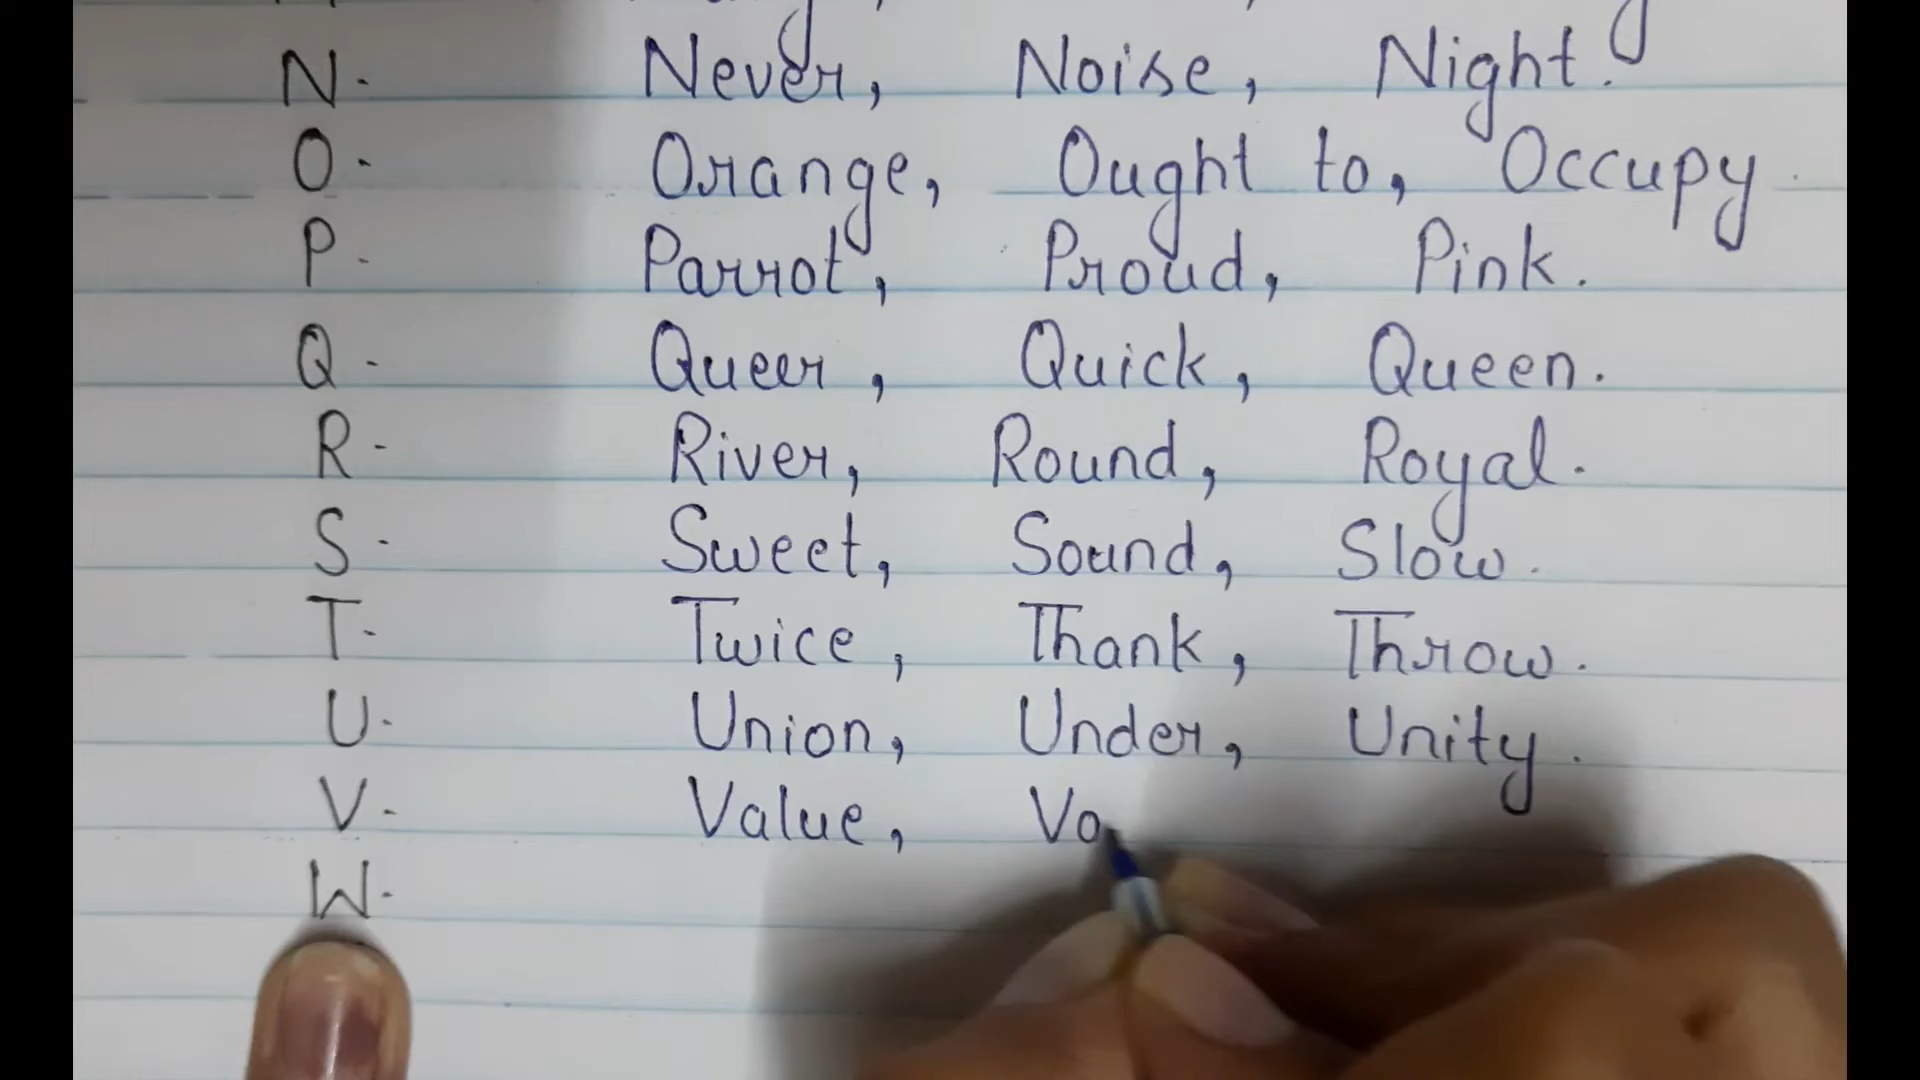 N. Never, Noise, Night.
O. Orange, Ought to, Occupy.
P. Parrot, Proud, Pink.
Q. Queer, Quick, Queen.
R. River, Round, Royal.
S. Sweet, Sound, Slow.
T. Twice, Thank, Throw.
U. Union, Under, Unity.
V. Value, Vo
W.